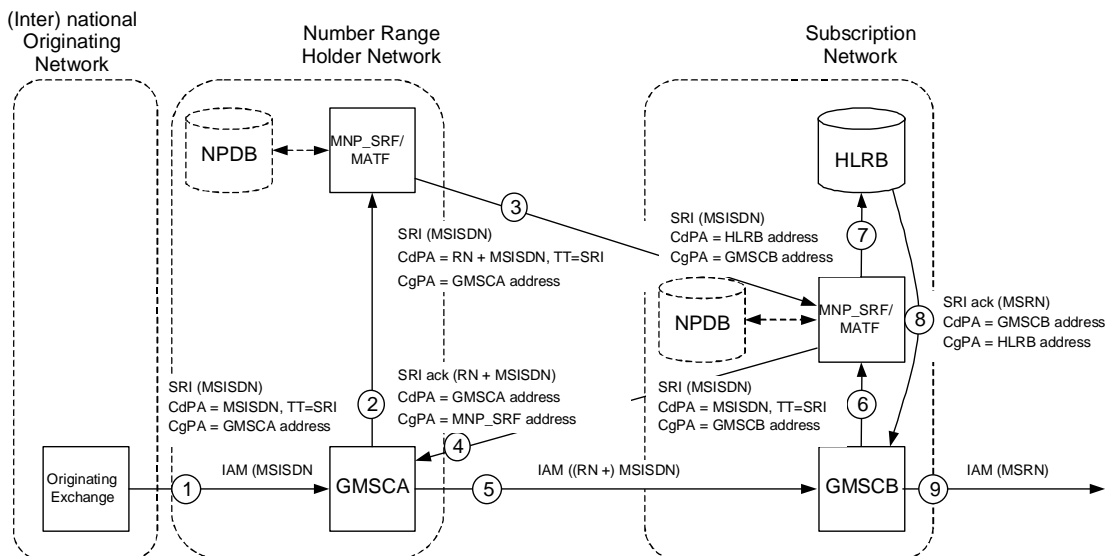 (Inter) national
Originating
Network
Number Range
Holder Network
Subscription
Network
NPDB
MNP_SRF/
MATF
HLRB
3
SRI (MSISDN)
CdPA = RN + MSISDN, TT=SRI
CgPA = GMSCA address
SRI (MSISDN)
CdPA = HLRB address
CgPA = GMSCB address
7
NPDB
MNP_SRF/
MATF
8
SRI ack (MSRN)
CdPA = GMSCB address
CgPA = HLRB address
SRI (MSISDN)
CdPA = MSISDN, TT=SRI
CgPA = GMSCA address
2
SRI ack (RN + MSISDN)
CdPA = GMSCA address
CgPA = MNP_SRF address
4
SRI (MSISDN)
CdPA = MSISDN, TT=SRI
CgPA = GMSCB address
6
Originating
Exchange
1
IAM (MSISDN
GMSCA
5
IAM ((RN +) MSISDN)
GMSCB
9
IAM (MSRN)